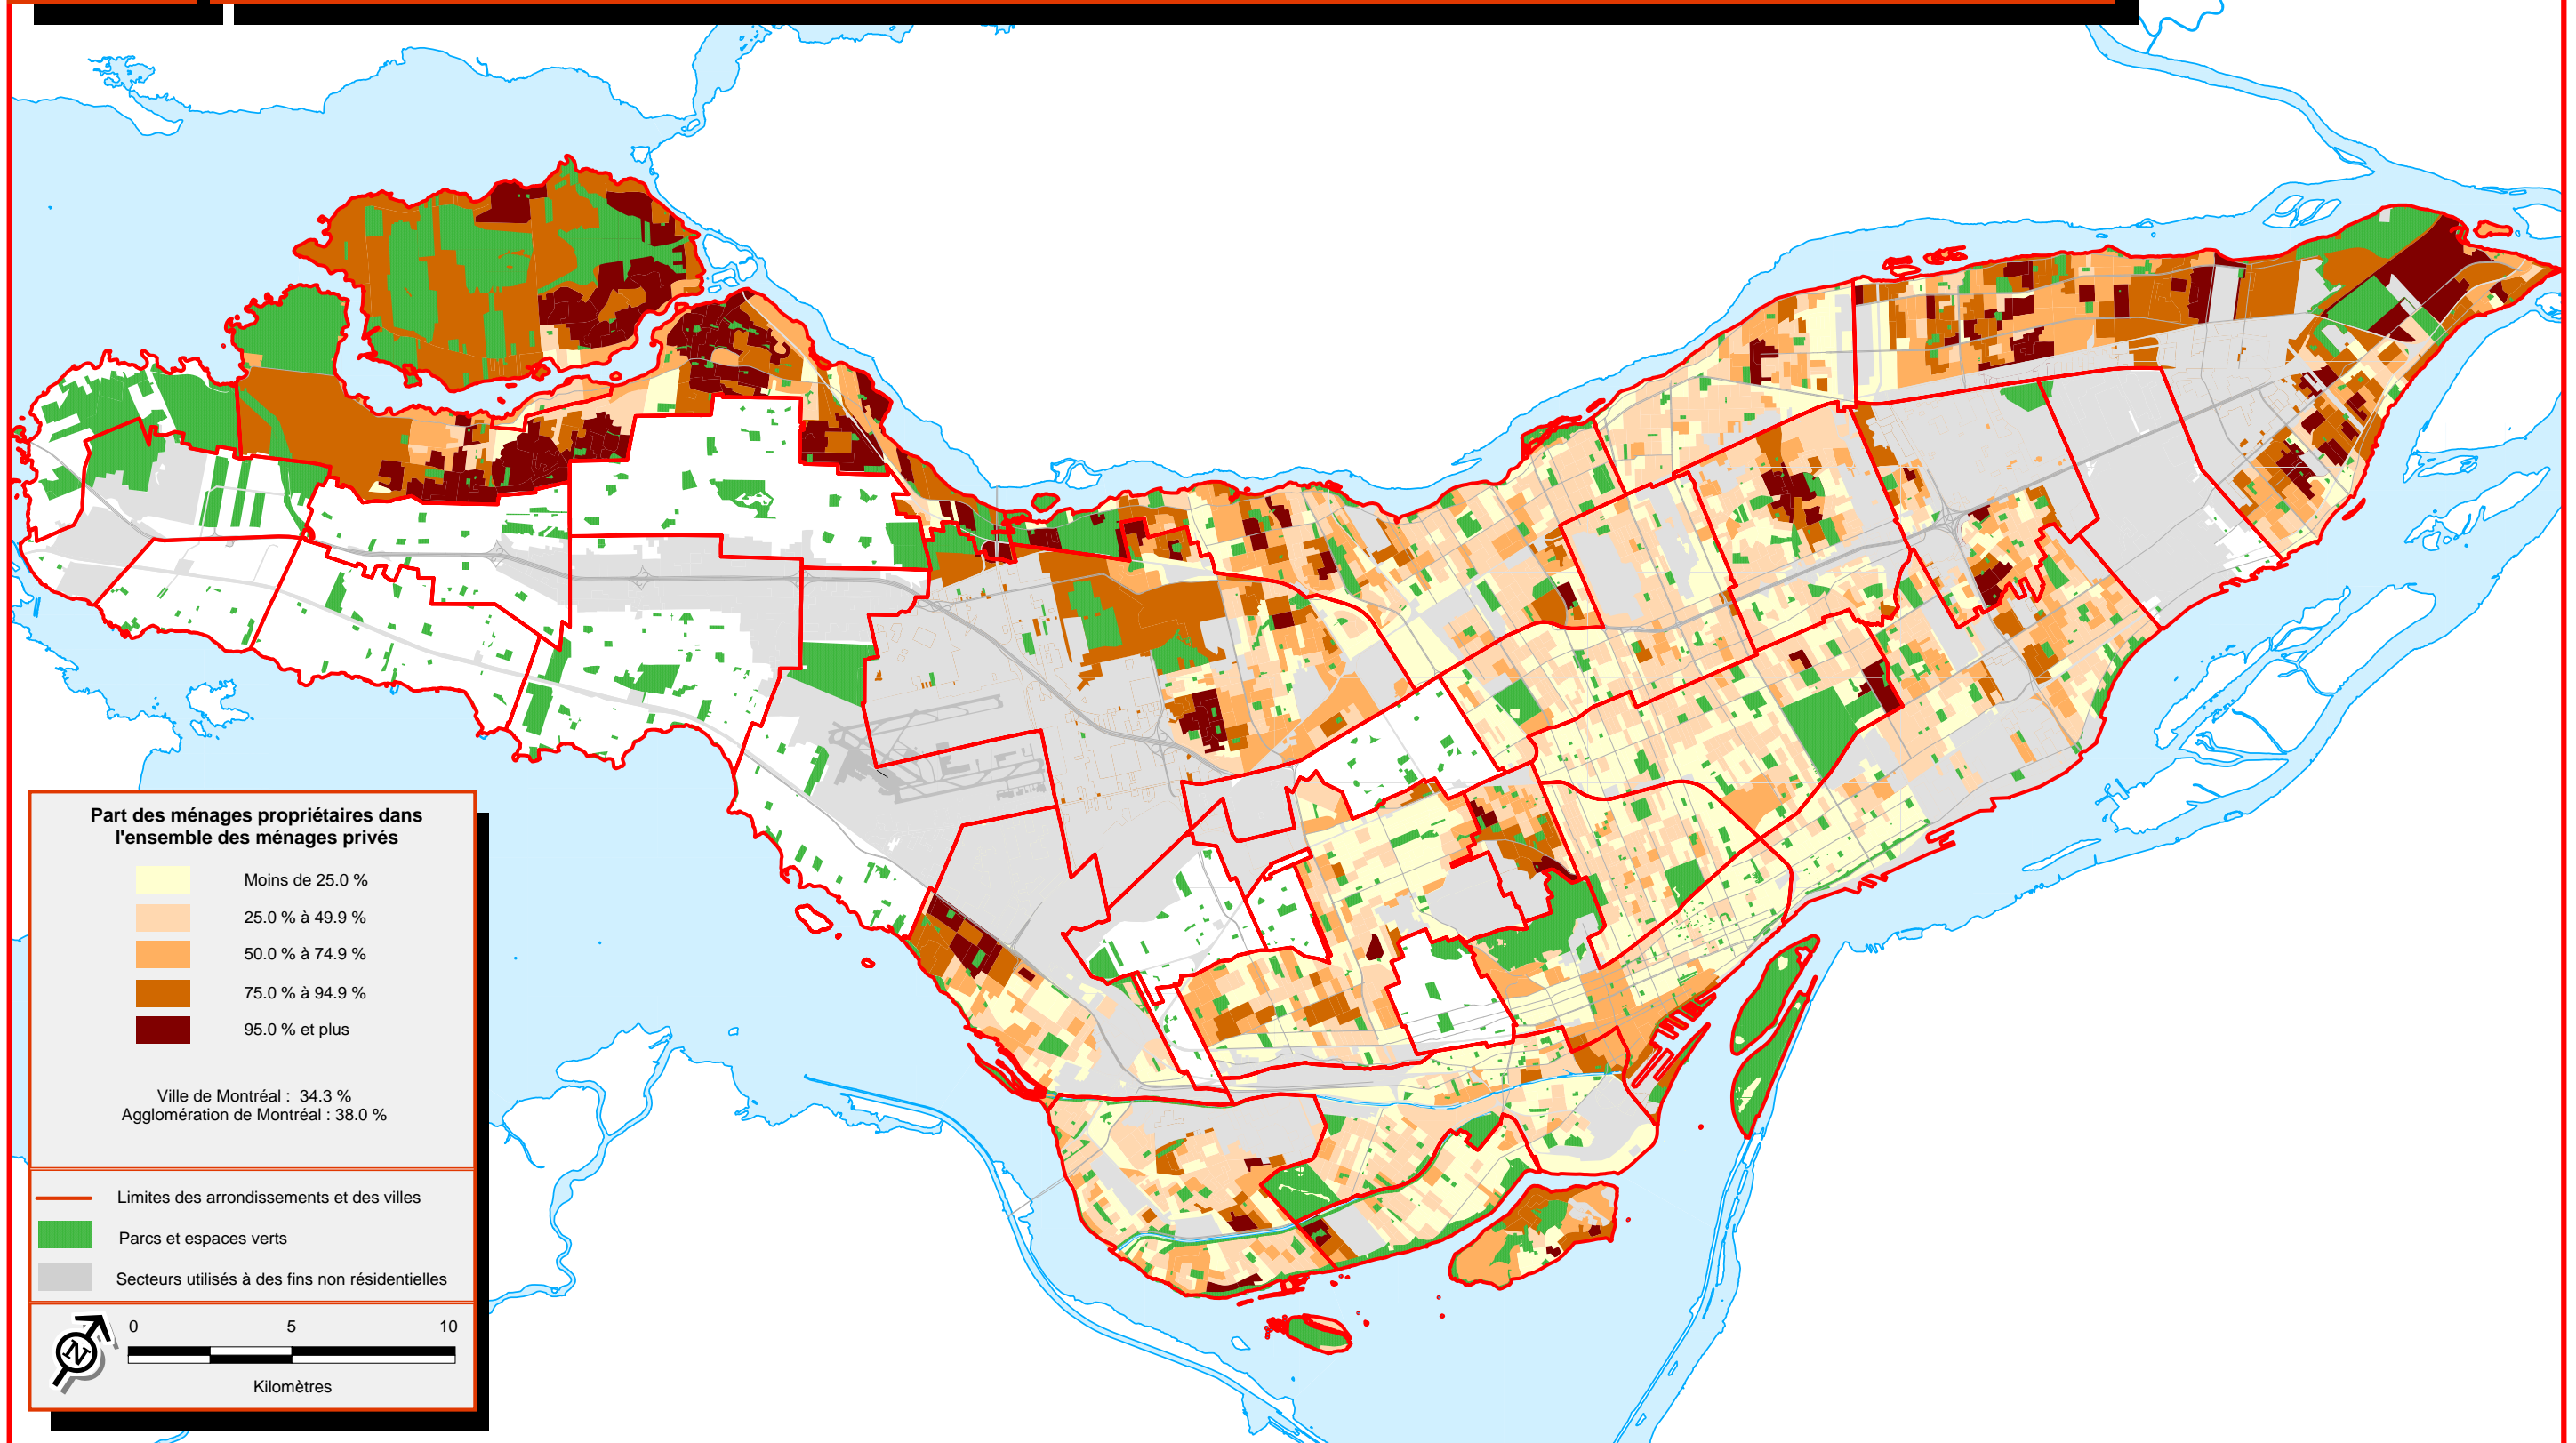 Part des ménages propriétaires dans
l'ensemble des ménages privés
Moins de 25.0 %
25.0 % à 49.9 %
50.0 % à 74.9 %
75.0 % à 94.9 %
95.0 % et plus
Ville de Montréal : 34.3 %
Agglomération de Montréal : 38.0 %
Limites des arrondissements et des villes
Parcs et espaces verts
Secteurs utilisés à des fins non résidentielles
N
0 5 10
Kilomètres